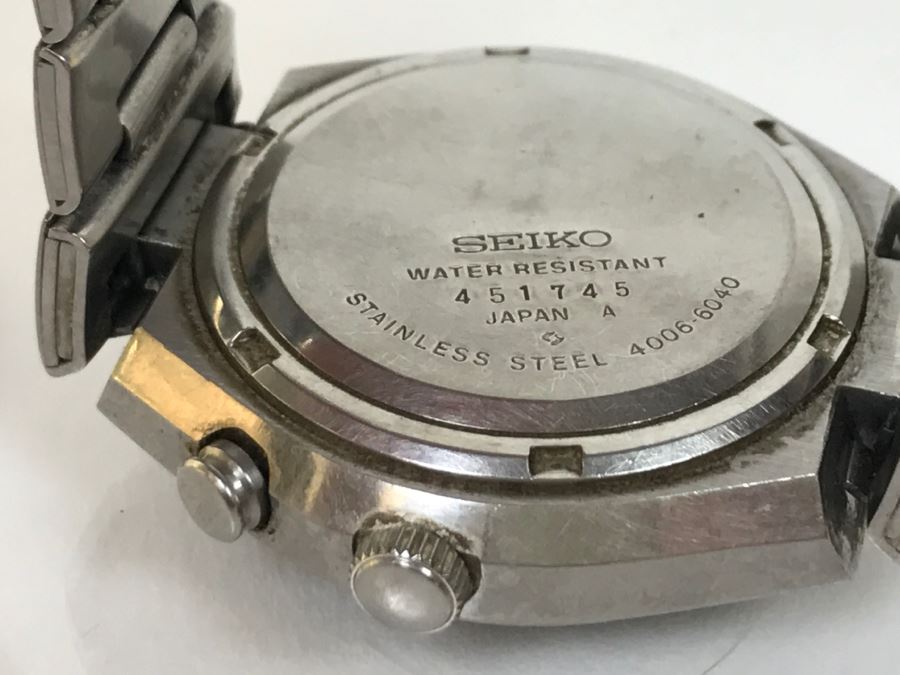 SEIKO
WATER RESISTANT
451745
JAPAN A
STAINLESS STEEL 4006-6040